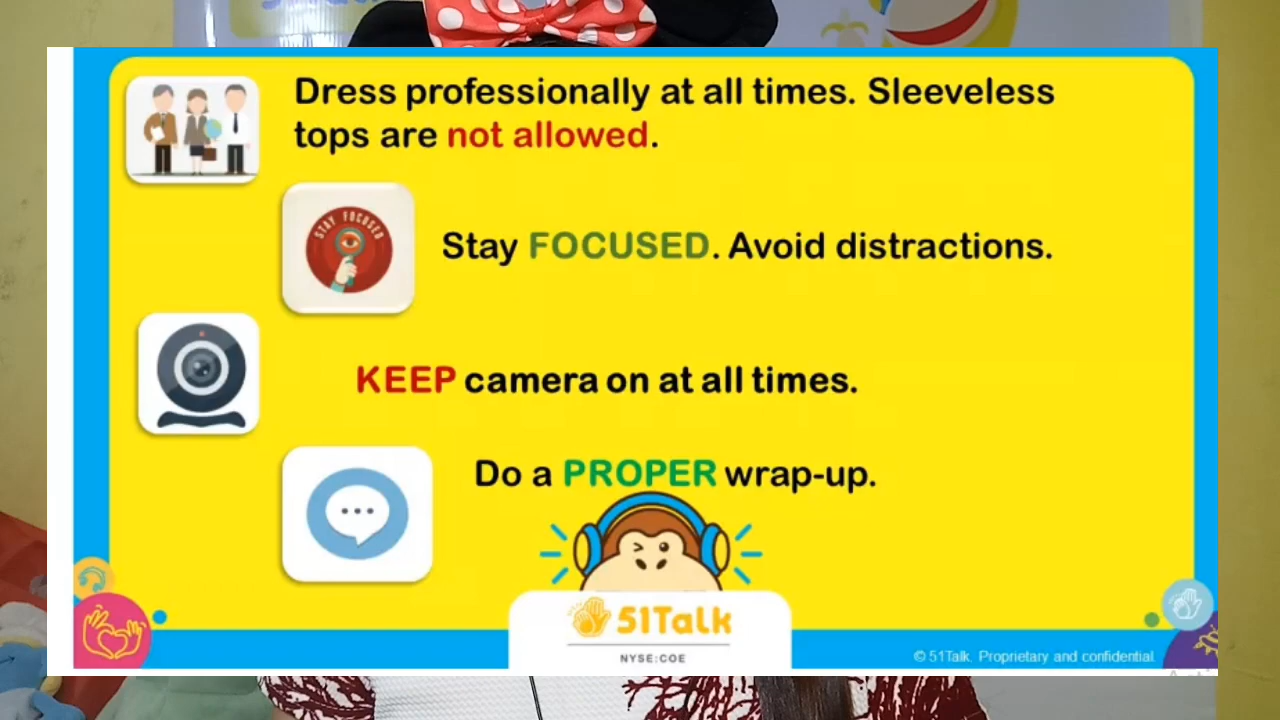 Dress professionally at all times. Sleeveless
tops are not allowed.
STAY FOCUSED
Stay FOCUSED. Avoid distractions.
KEEP camera on at all times.
Do a PROPER wrap-up.
51Talk
NYSE:COE
© 51Talk. Proprietary and confidential.